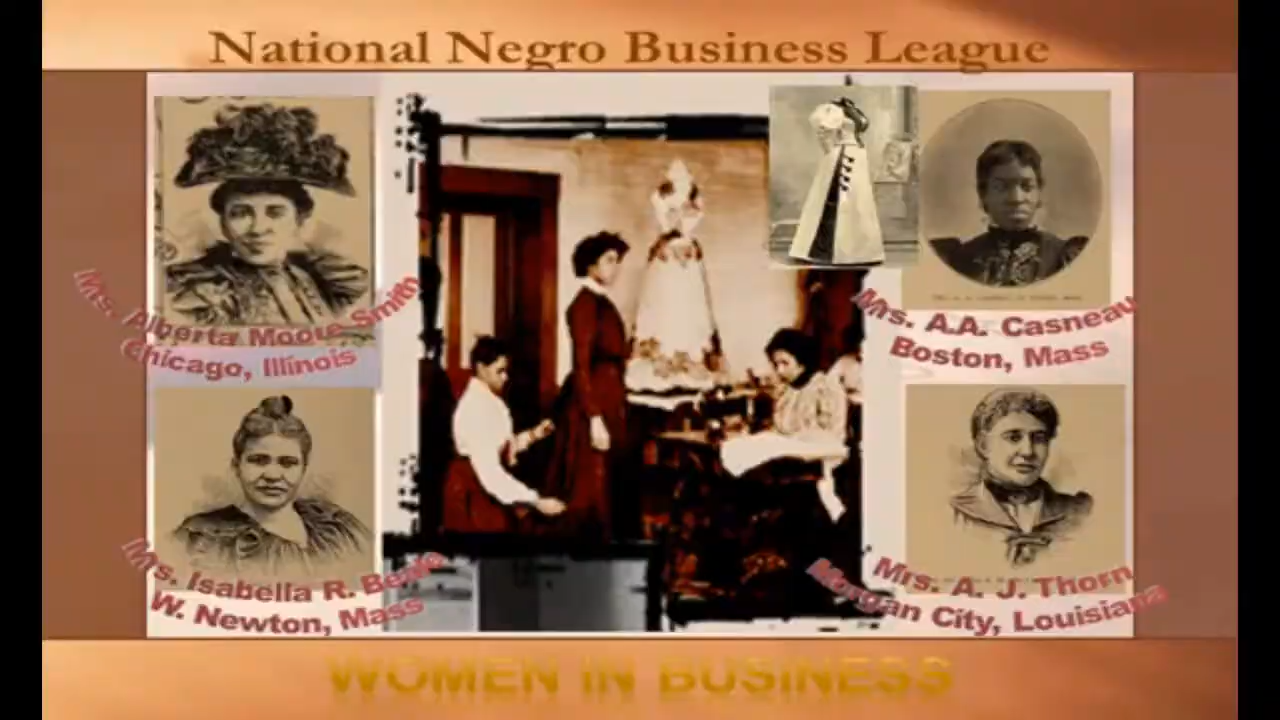 National Negro Business League
Mrs. Alberta Moore Smith
Chicago, Illinois
Mrs. A.A. Casneau
Boston, Mass
Mrs. Isabella R.
W. Newton, Mass
Mrs. A. J. Thorn
Morgan City, Louisiana
WOMEN IN BUSINESS